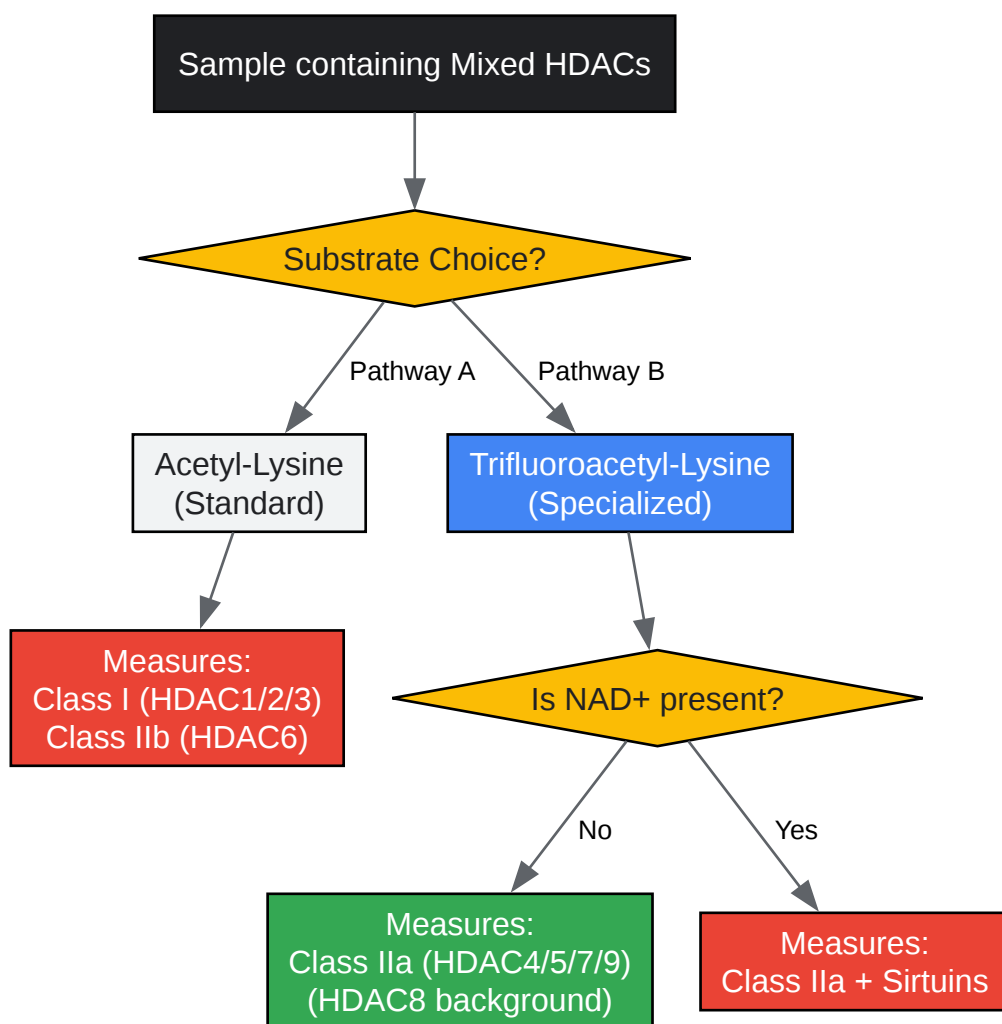 Sample containing Mixed HDACs
Substrate Choice?
Pathway A
Pathway B
Acetyl-Lysine
(Standard)
Trifluoroacetyl-Lysine
(Specialized)
Measures:
Class I (HDAC1/2/3)
Class IIb (HDAC6)
Is NAD+ present?
No
Yes
Measures:
Class IIa (HDAC4/5/7/9)
(HDAC8 background)
Measures:
Class IIa + Sirtuins